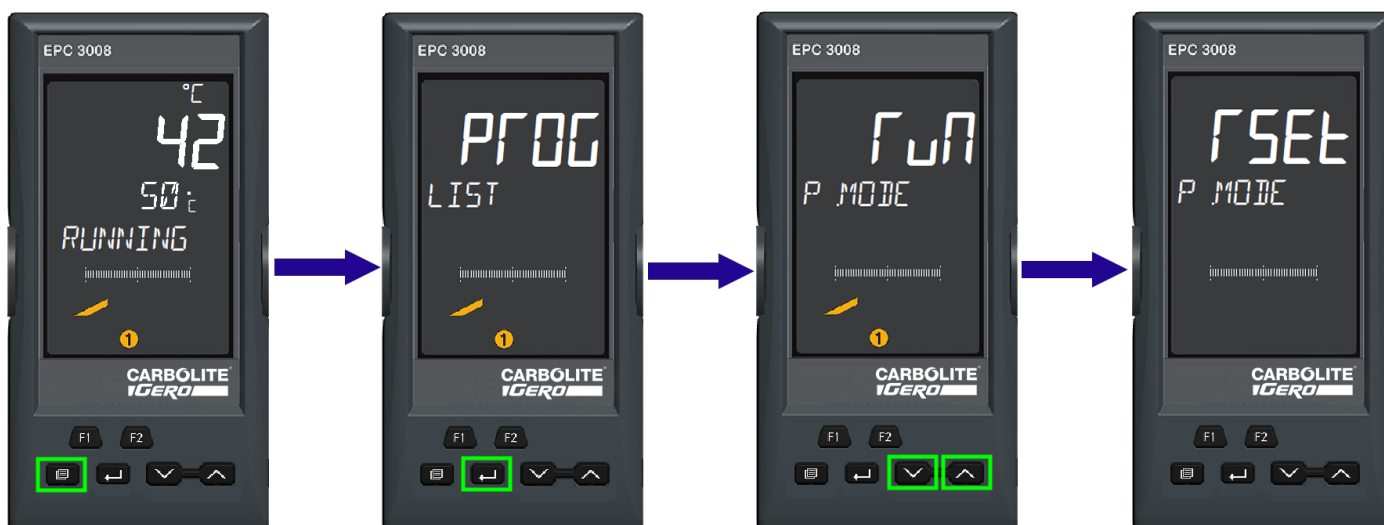 EPC 3008
°C
42
50 °C
RUNNING
1
CARBOLITE
GERO
F1 F2
EPC 3008
PrOG
LIST
1
CARBOLITE
GERO
F1 F2
EPC 3008
ruN
P.MODE
1
CARBOLITE
GERO
F1 F2
EPC 3008
rSEt
P.MODE
CARBOLITE
GERO
F1 F2